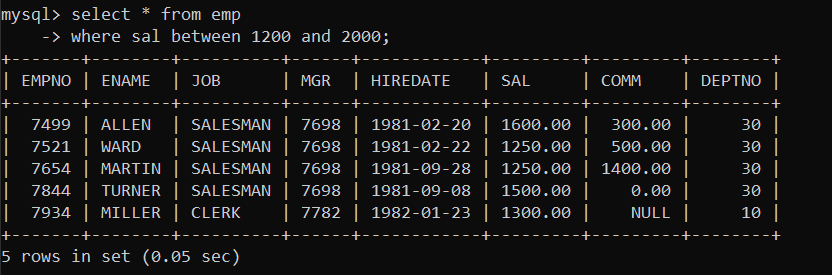 mysql> select * from emp
    -> where sal between 1200 and 2000;
+-------+--------+----------+------+------------+---------+---------+--------+
| EMPNO | ENAME  | JOB      | MGR  | HIREDATE   | SAL     | COMM    | DEPTNO |
+-------+--------+----------+------+------------+---------+---------+--------+
|  7499 | ALLEN  | SALESMAN | 7698 | 1981-02-20 | 1600.00 |  300.00 |     30 |
|  7521 | WARD   | SALESMAN | 7698 | 1981-02-22 | 1250.00 |  500.00 |     30 |
|  7654 | MARTIN | SALESMAN | 7698 | 1981-09-28 | 1250.00 | 1400.00 |     30 |
|  7844 | TURNER | SALESMAN | 7698 | 1981-09-08 | 1500.00 |    0.00 |     30 |
|  7934 | MILLER | CLERK    | 7782 | 1982-01-23 | 1300.00 |    NULL |     10 |
+-------+--------+----------+------+------------+---------+---------+--------+
5 rows in set (0.05 sec)